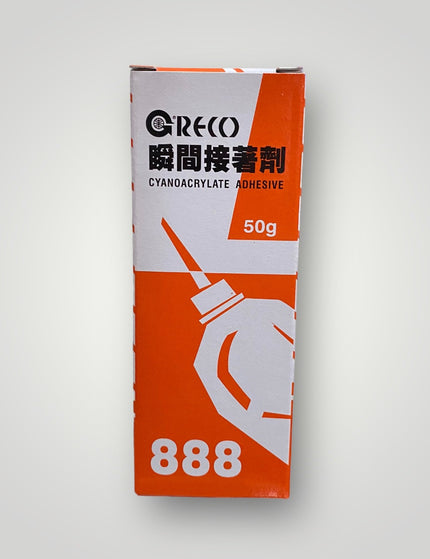 GRECO
瞬間接著劑
CYANOACRYLATE ADHESIVE
50g
888